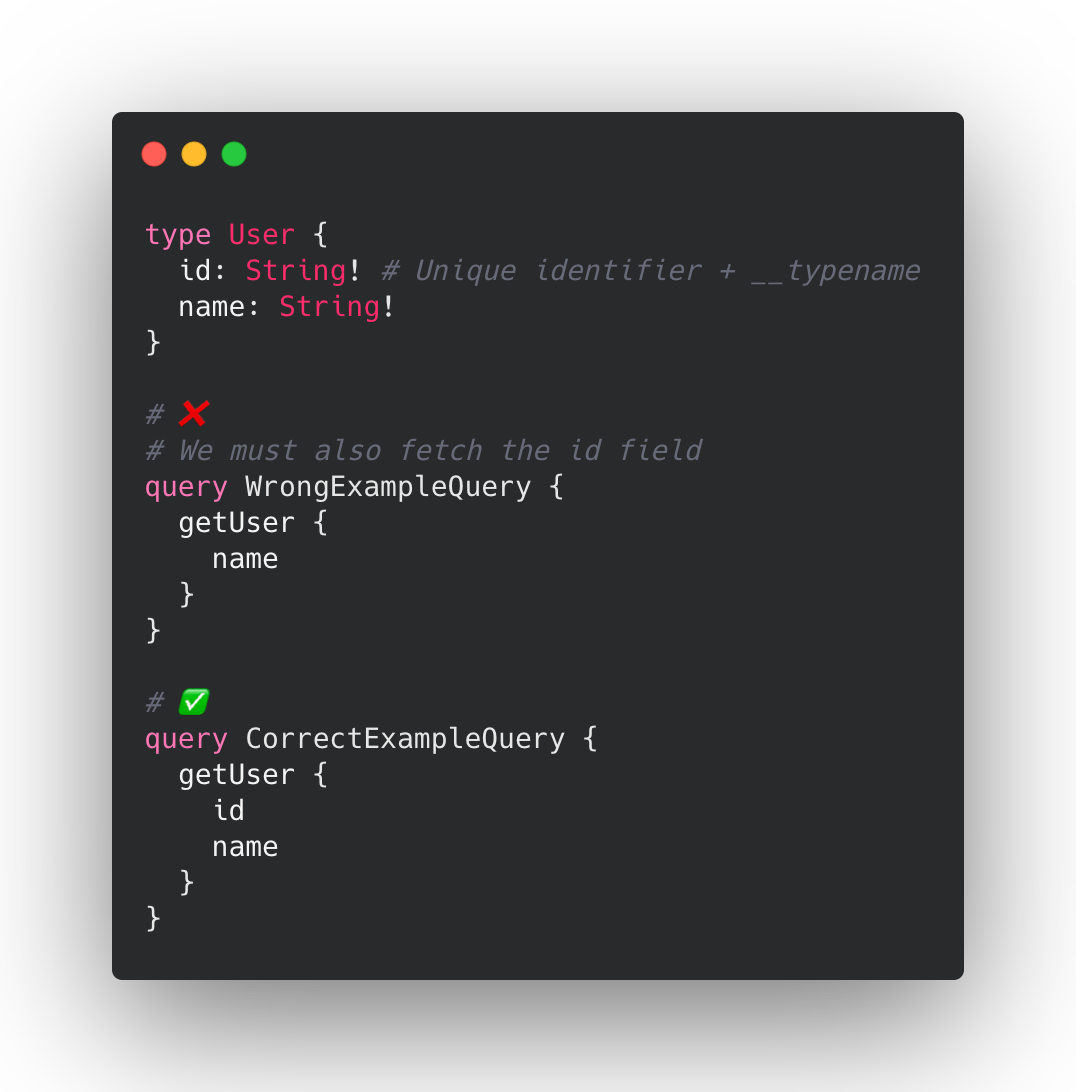 type User {
  id: String! # Unique identifier + __typename
  name: String!
}
# ❌
# We must also fetch the id field
query WrongExampleQuery {
  getUser {
    name
  }
}
# ✅
query CorrectExampleQuery {
  getUser {
    id
    name
  }
}